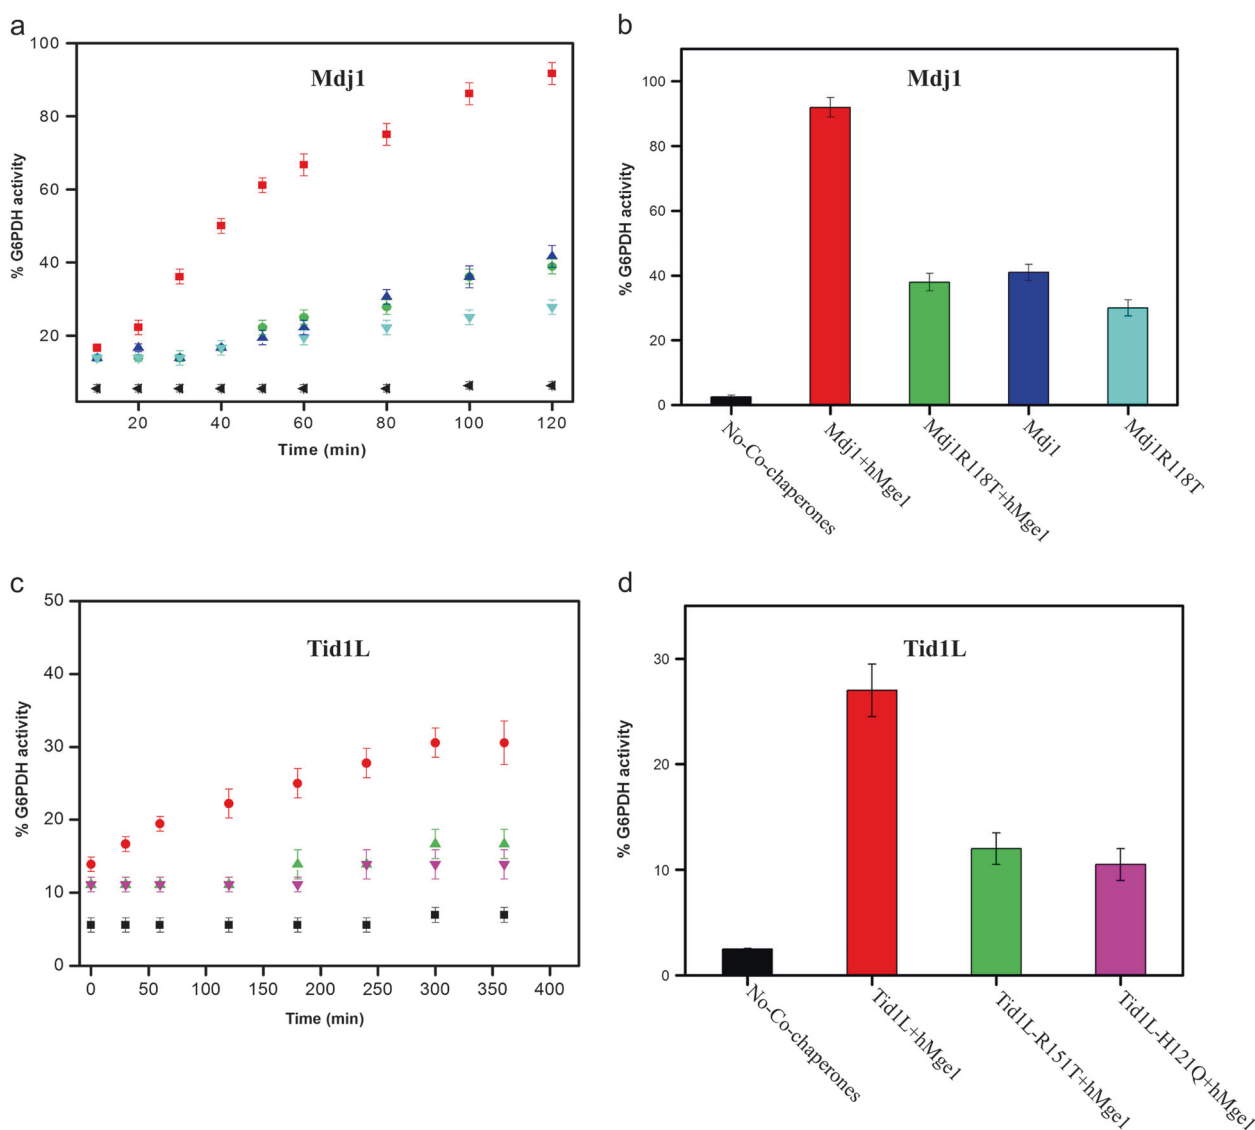 a
Mdj1
% G6PDH activity
100
80
60
40
20
20
40
60
80
100
120
Time (min)
b
Mdj1
% G6PDH activity
100
80
60
40
20
0
No-Co-chaperones
Mdj1+hMge1
Mdj1R118T+hMge1
Mdj1
Mdj1R118T
c
Tid1L
% G6PDH activity
50
40
30
20
10
0
0
50
100
150
200
250
300
350
400
Time (min)
d
Tid1L
% G6PDH activity
30
20
10
0
No-Co-chaperones
Tid1L+hMge1
Tid1L-R151T+hMge1
Tid1L-H121Q+hMge1